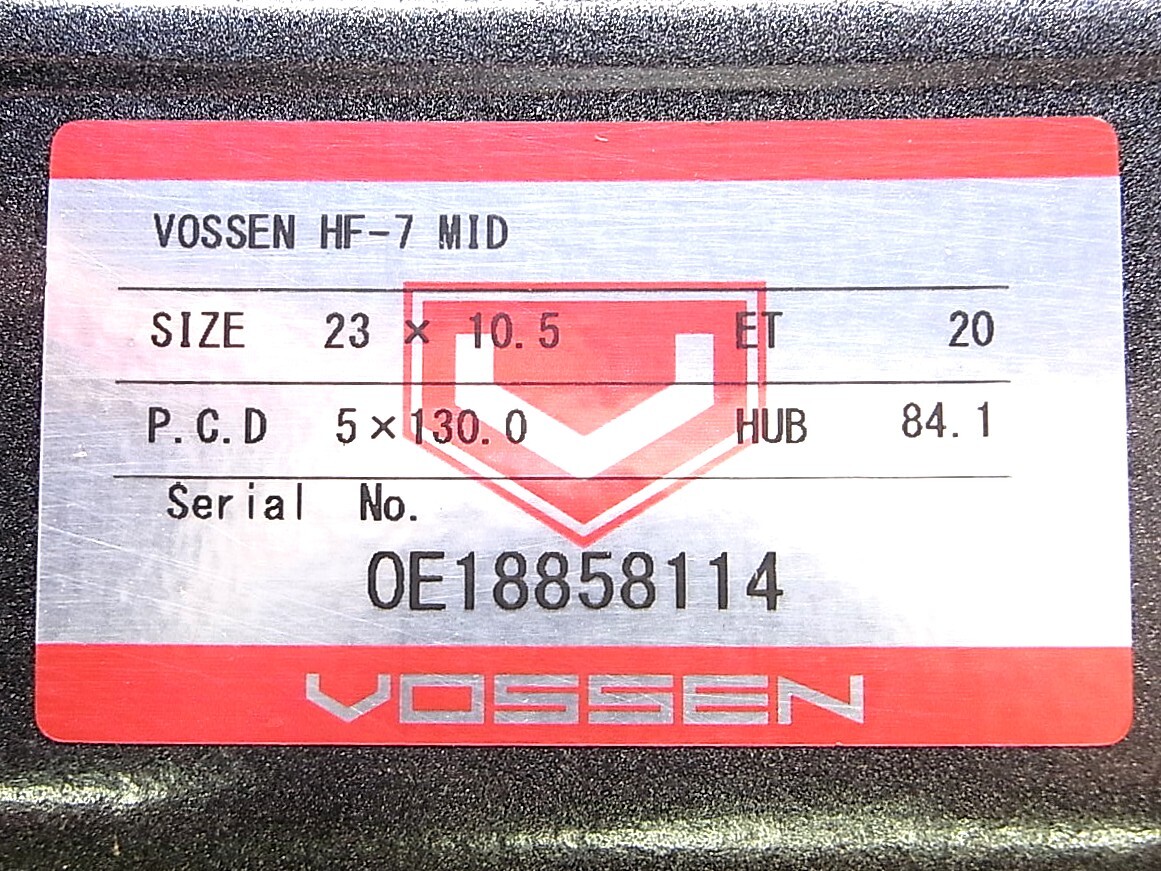 VOSSEN HF-7 MID
SIZE 23 × 10.5 ET 20
P.C.D 5×130.0 HUB 84.1
Serial No.
OE18858114
VOSSEN